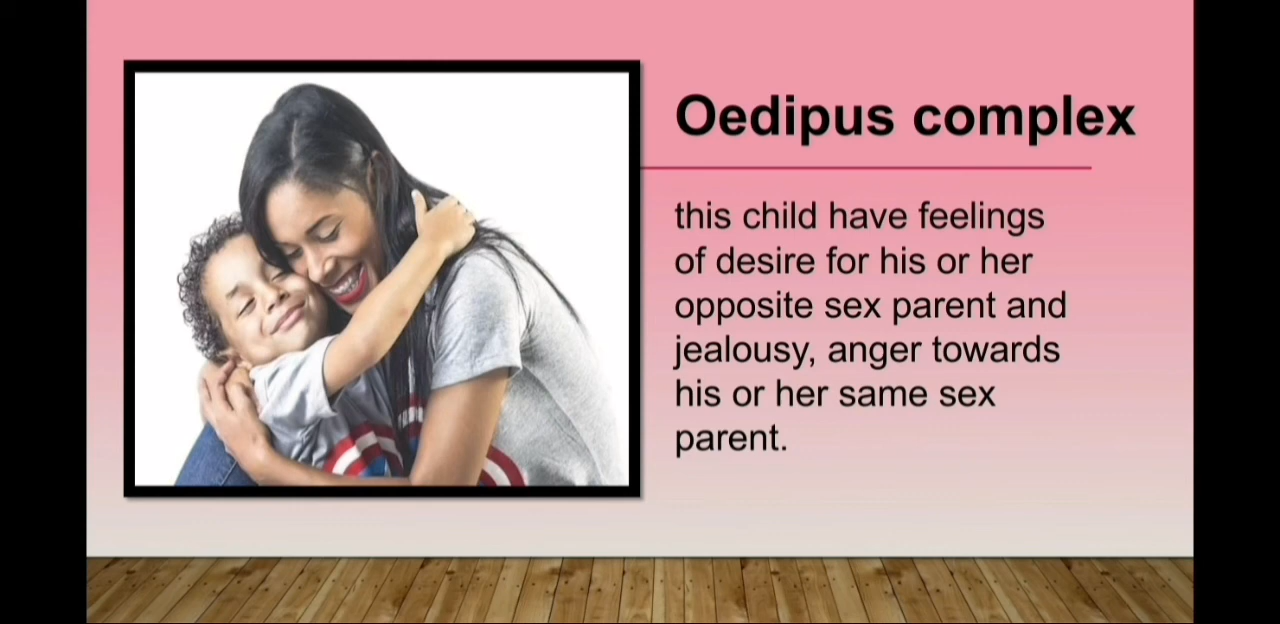 Oedipus complex
this child have feelings
of desire for his or her
opposite sex parent and
jealousy, anger towards
his or her same sex
parent.